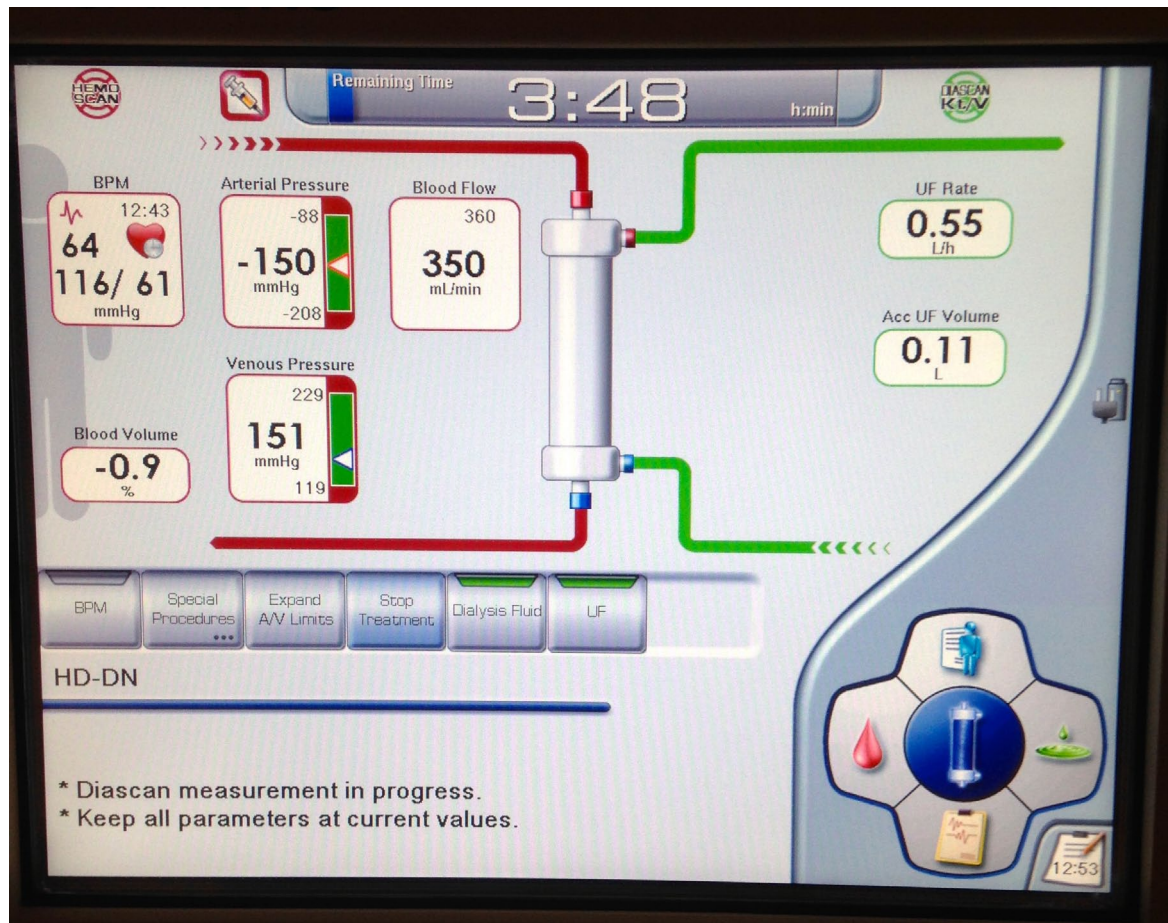 HEMO
SCAN
Remaining Time
3:48
h:min
DIASCAN
Kt/V
BPM
12:43
64
116/ 61
mmHg
Arterial Pressure
-88
-150
mmHg
-208
Blood Flow
360
350
mL/min
UF Rate
0.55
L/h
Venous Pressure
229
151
mmHg
119
Acc UF Volume
0.11
L
Blood Volume
-0.9
%
BPM
Special
Procedures
...
Expand
A/V Limits
Stop
Treatment
Dialysis Fluid
UF
HD-DN
* Diascan measurement in progress.
* Keep all parameters at current values.
12:53